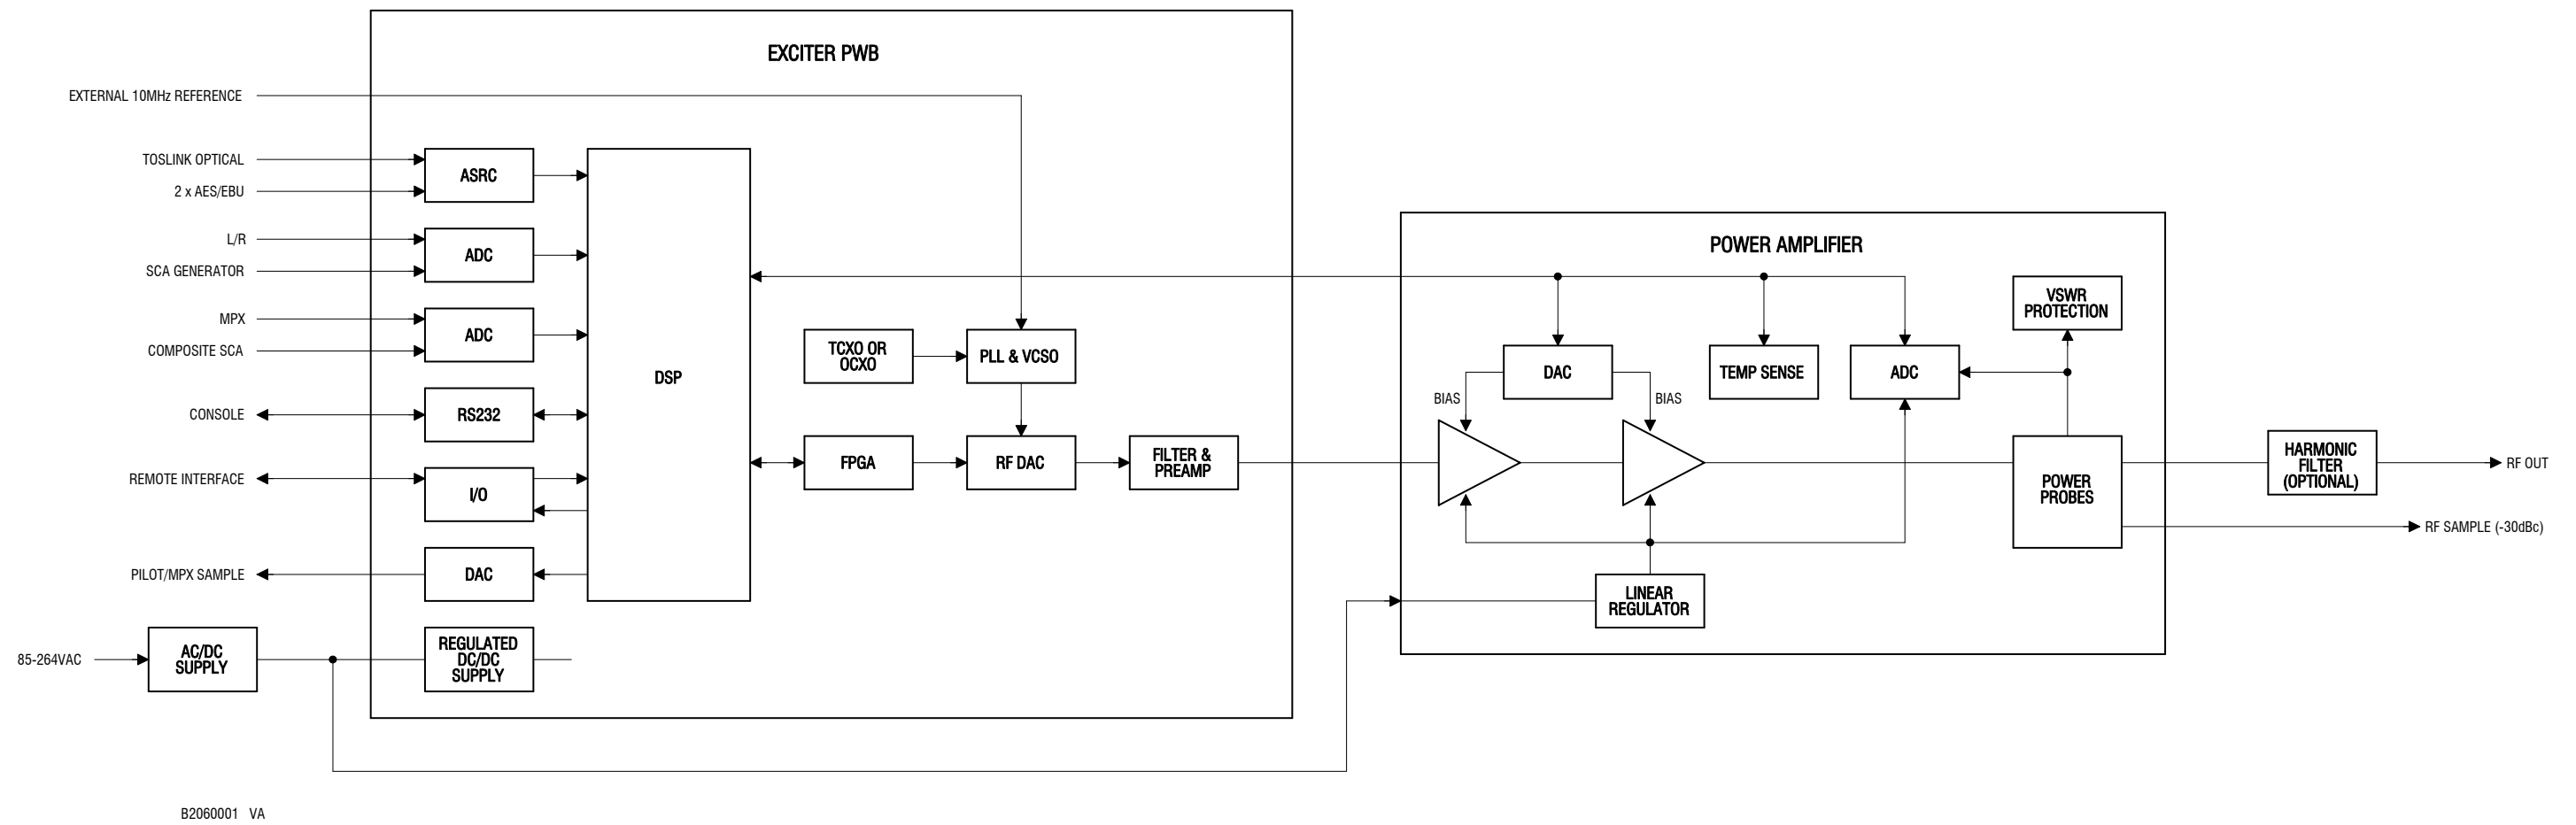 EXCITER PWB
EXTERNAL 10MHz REFERENCE
TOSLINK OPTICAL
2 x AES/EBU
ASRC
L/R
SCA GENERATOR
ADC
MPX
COMPOSITE SCA
ADC
CONSOLE
RS232
REMOTE INTERFACE
I/O
PILOT/MPX SAMPLE
DAC
85-264VAC
AC/DC
SUPPLY
REGULATED
DC/DC
SUPPLY
DSP
TCXO OR
OCXO
PLL & VCSO
FPGA
RF DAC
FILTER &
PREAMP
POWER AMPLIFIER
VSWR
PROTECTION
DAC
TEMP SENSE
ADC
BIAS
BIAS
POWER
PROBES
LINEAR
REGULATOR
HARMONIC
FILTER
(OPTIONAL)
RF OUT
RF SAMPLE (-30dBc)
B2060001 VA